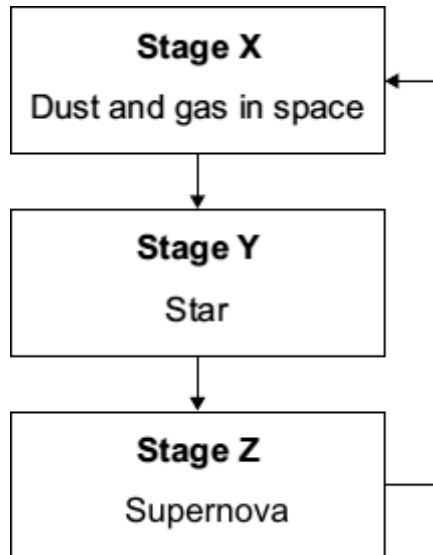 Stage X
Dust and gas in space
Stage Y
Star
Stage Z
Supernova